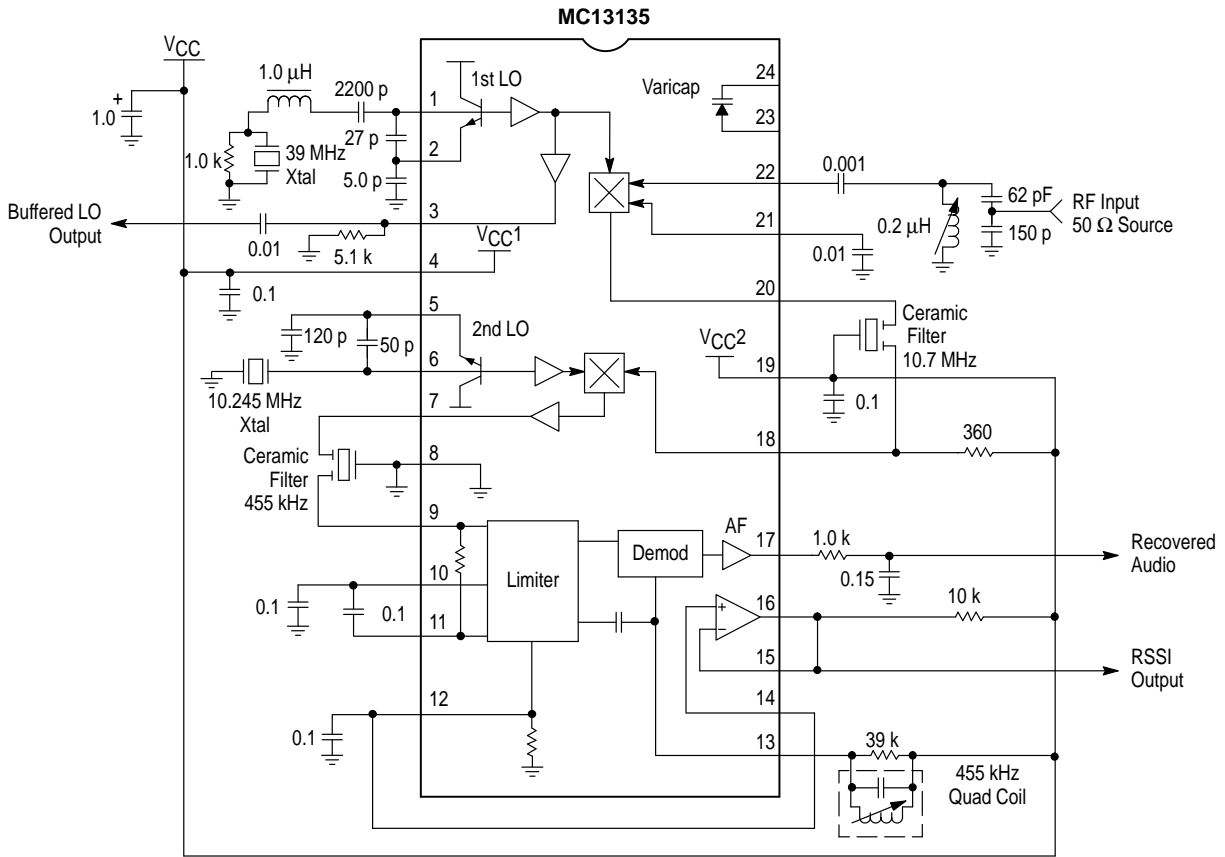 MC13135
VCC
1.0 µH
2200 p
1
1st LO
24
Varicap
23
+
1.0
27 p
1.0 k
39 MHz
Xtal
2
5.0 p
22
0.001
62 pF
RF Input
50 Ω Source
150 p
0.2 µH
Buffered LO
Output
0.01
3
5.1 k
VCC1
21
0.01
4
0.1
20
Ceramic
Filter
10.7 MHz
5
120 p
50 p
2nd LO
VCC2
6
19
10.245 MHz
Xtal
7
0.1
18
360
Ceramic
Filter
455 kHz
8
9
AF
17
1.0 k
Recovered
Audio
Limiter
Demod
0.15
10
0.1
0.1
11
+
–
16
10 k
15
RSSI
Output
12
14
0.1
13
39 k
455 kHz
Quad Coil